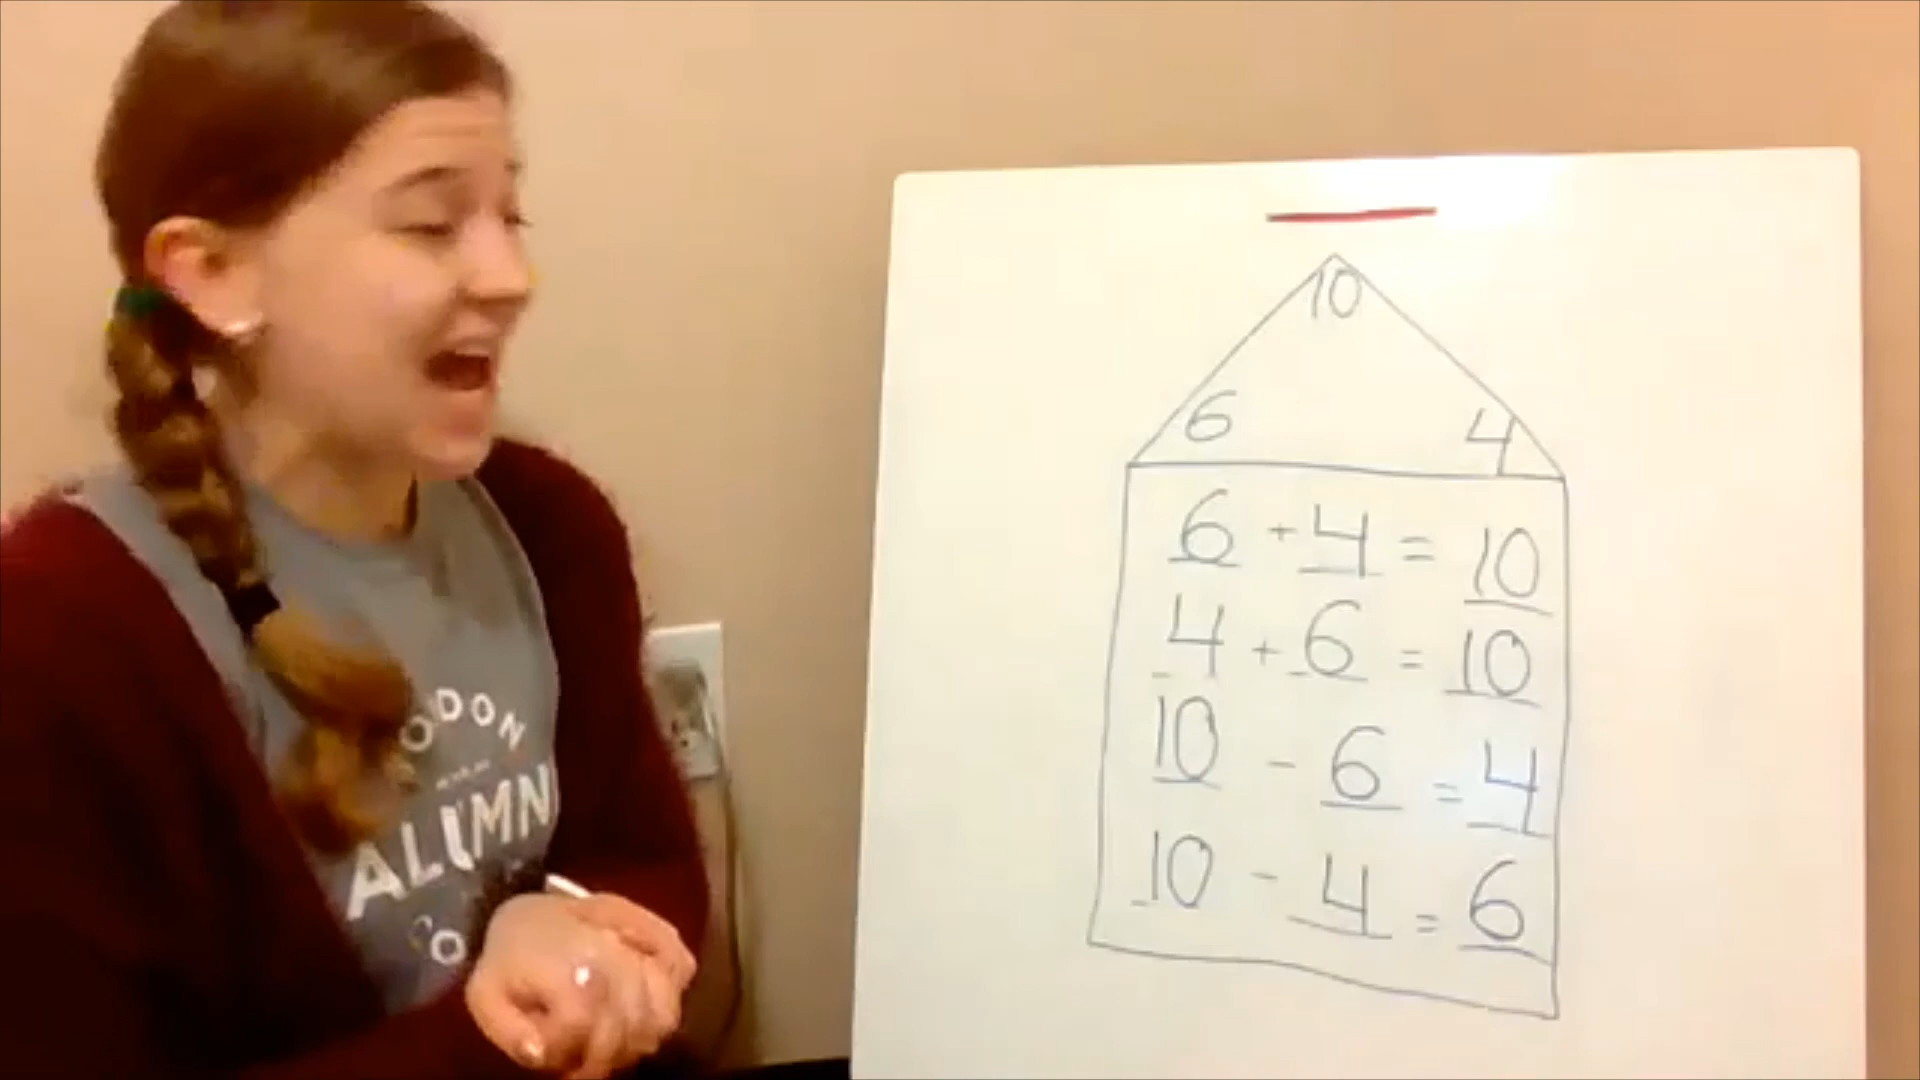 10
6 4
6 + 4 = 10
4 + 6 = 10
10 - 6 = 4
10 - 4 = 6
ALUMNI